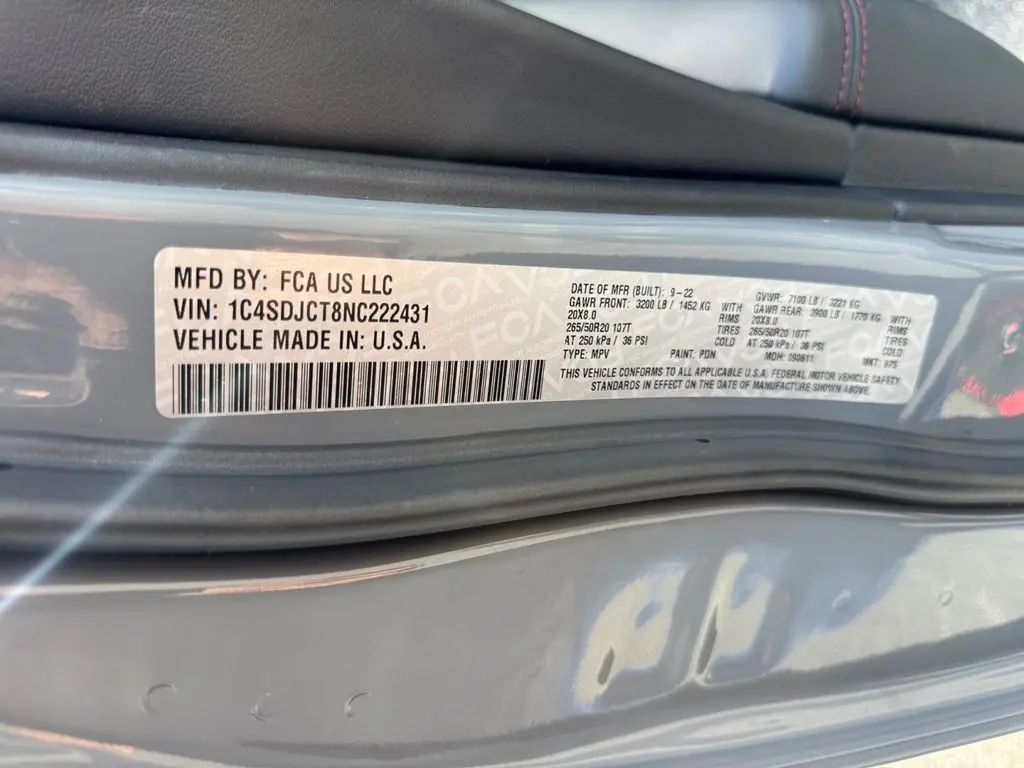 MFD BY: FCA US LLC
VIN: 1C4SDJCT8NC222431
VEHICLE MADE IN: U.S.A.
DATE OF MFR (BUILT): 9-22 GVWR: 7100 LB / 3221 KG
GAWR FRONT: 3200 LB / 1452 KG WITH GAWR REAR: 3900 LB / 1770 KG WITH
20X8.0 RIMS 20X8.0 RIMS
265/50R20 107T TIRES 265/50R20 107T TIRES
AT 250 kPa / 36 PSI COLD AT 250 kPa / 36 PSI COLD
TYPE: MPV PAINT: PDN MDH: 090611 MKT: 975
THIS VEHICLE CONFORMS TO ALL APPLICABLE U.S.A. FEDERAL MOTOR VEHICLE SAFETY
STANDARDS IN EFFECT ON THE DATE OF MANUFACTURE SHOWN ABOVE